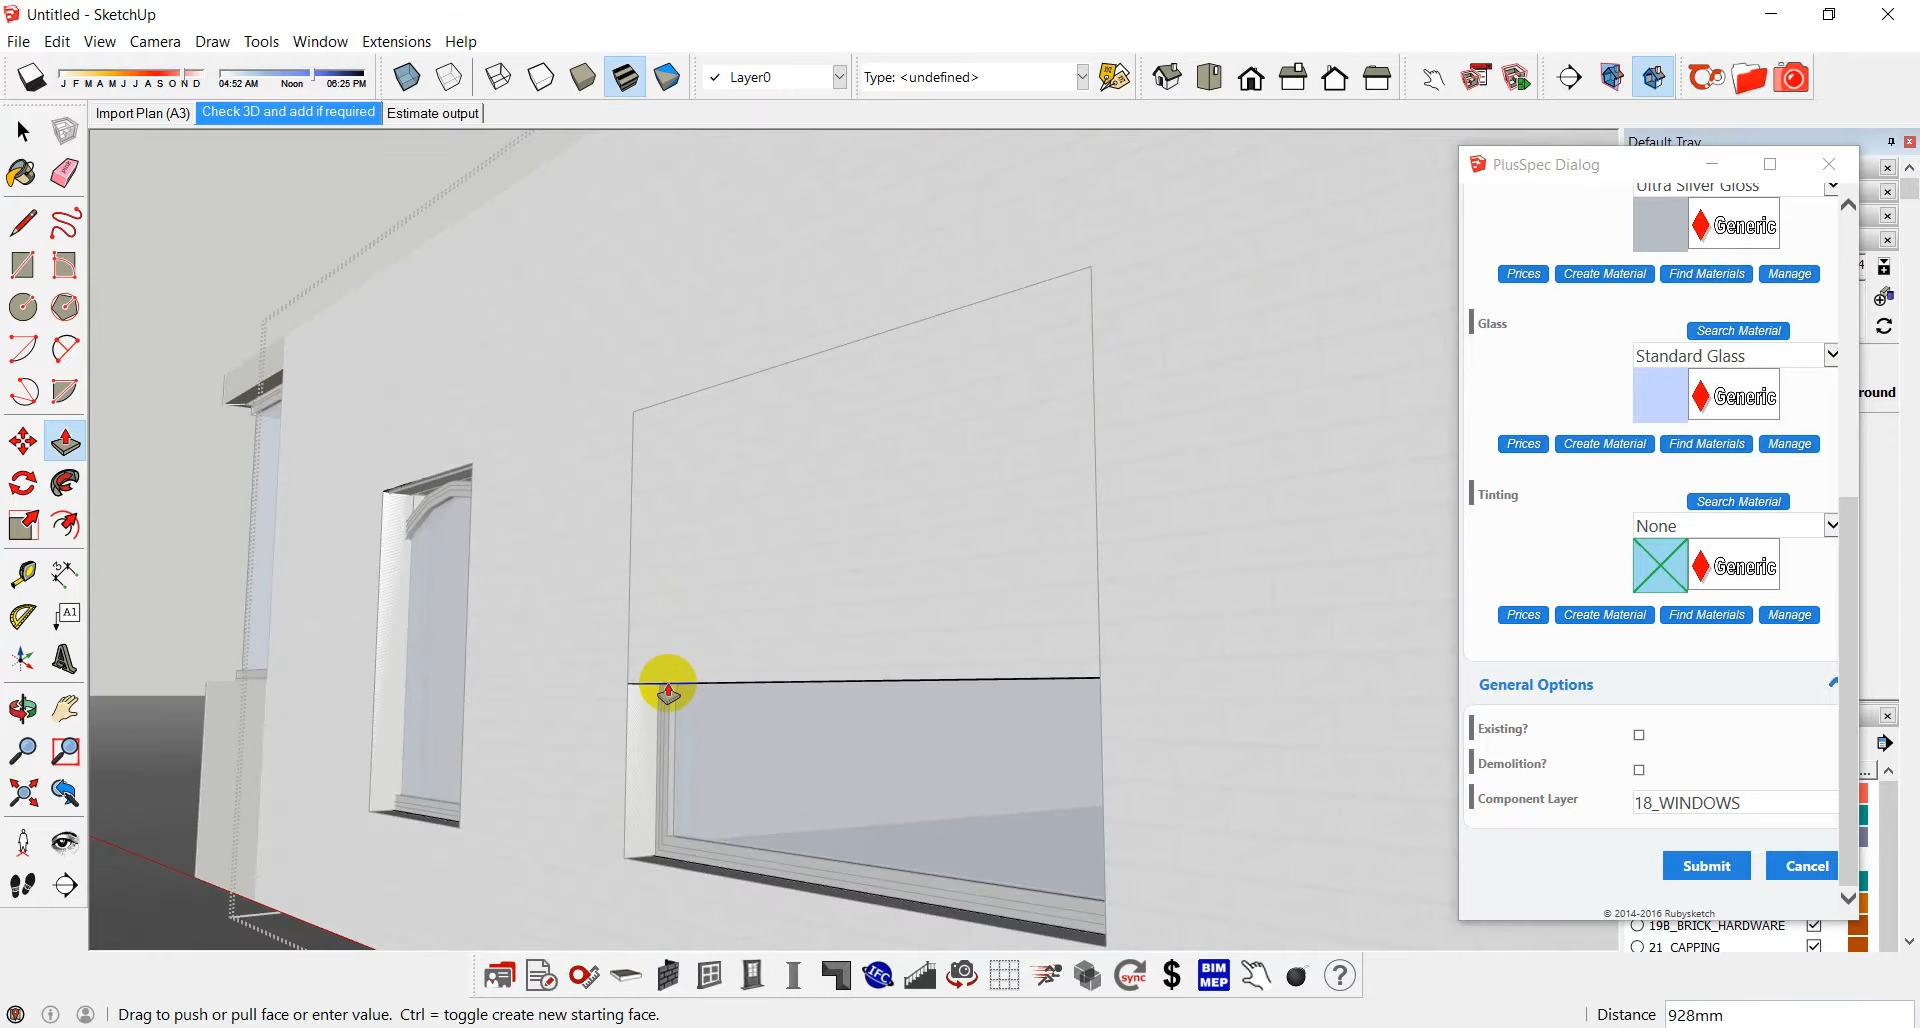 Untitled - SketchUp
File Edit View Camera Draw Tools Window Extensions Help
J F M A M J J A S O N D
04:52 AM Noon 06:25 PM
✓ Layer0
Type: <undefined>
Import Plan (A3) Check 3D and add if required Estimate output
Default Tray
PlusSpec Dialog
Ultra Silver Gloss
Generic
Prices Create Material Find Materials Manage
Glass
Search Material
Standard Glass
Generic
Prices Create Material Find Materials Manage
Tinting
Search Material
None
Generic
Prices Create Material Find Materials Manage
General Options
Existing?
Demolition?
Component Layer 18_WINDOWS
Submit Cancel
© 2014-2016 Rubysketch
4
round
...
19B_BRICK_HARDWARE
21_CAPPING
A1
IFC
sync
$
BIM
MEP
?
Drag to push or pull face or enter value. Ctrl = toggle create new starting face.
Distance 928mm